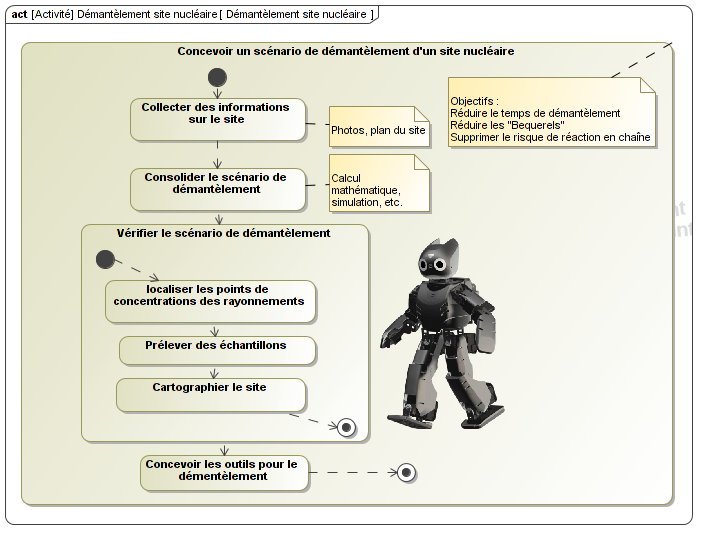 act [Activité] Démantèlement site nucléaire [ Démantèlement site nucléaire ]
Concevoir un scénario de démantèlement d'un site nucléaire
Collecter des informations
sur le site
Photos, plan du site
Objectifs :
Réduire le temps de démantèlement
Réduire les "Bequerels"
Supprimer le risque de réaction en chaîne
Consolider le scénario de
démantèlement
Calcul
mathématique,
simulation, etc.
Vérifier le scénario de démantèlement
localiser les points de
concentrations des rayonnements
Prélever des échantillons
Cartographier le site
Concevoir les outils pour le
démentèlement